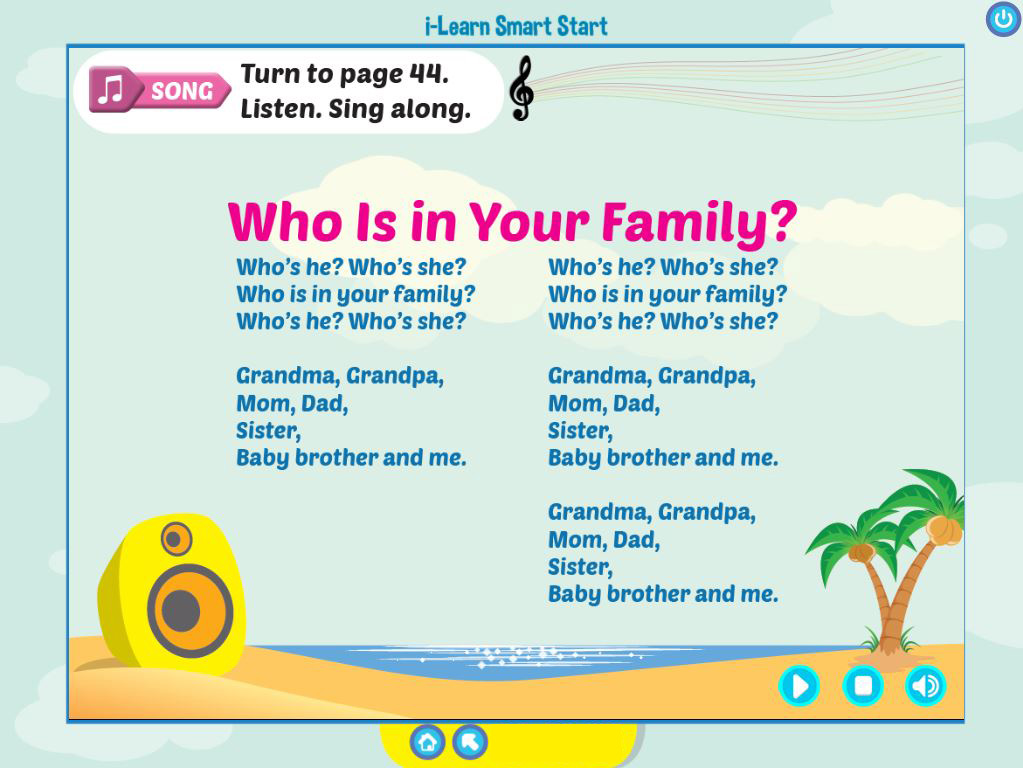 i-Learn Smart Start
SONG
Turn to page 44.
Listen. Sing along.
Who Is in Your Family?
Who's he? Who's she?
Who is in your family?
Who's he? Who's she?
Grandma, Grandpa,
Mom, Dad,
Sister,
Baby brother and me.
Who's he? Who's she?
Who is in your family?
Who's he? Who's she?
Grandma, Grandpa,
Mom, Dad,
Sister,
Baby brother and me.
Grandma, Grandpa,
Mom, Dad,
Sister,
Baby brother and me.